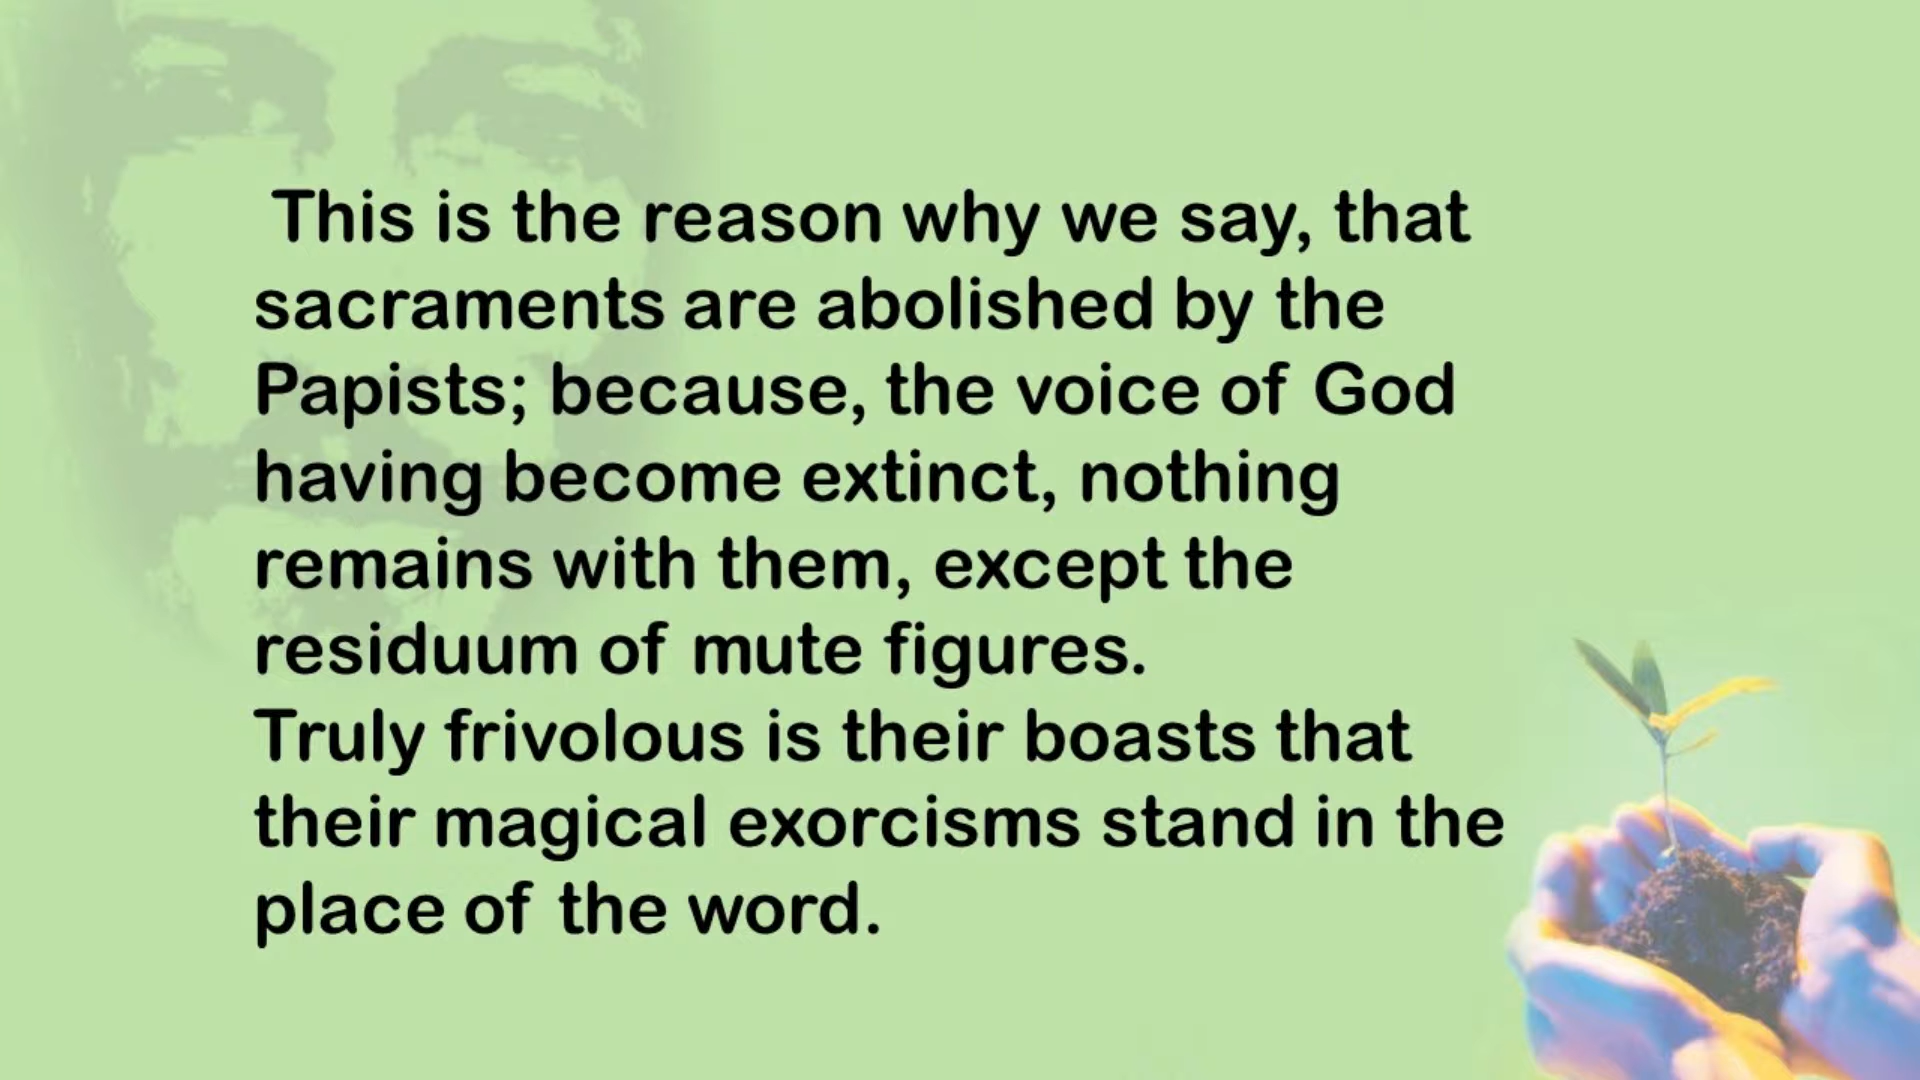 This is the reason why we say, that
sacraments are abolished by the
Papists; because, the voice of God
having become extinct, nothing
remains with them, except the
residuum of mute figures.
Truly frivolous is their boasts that
their magical exorcisms stand in the
place of the word.